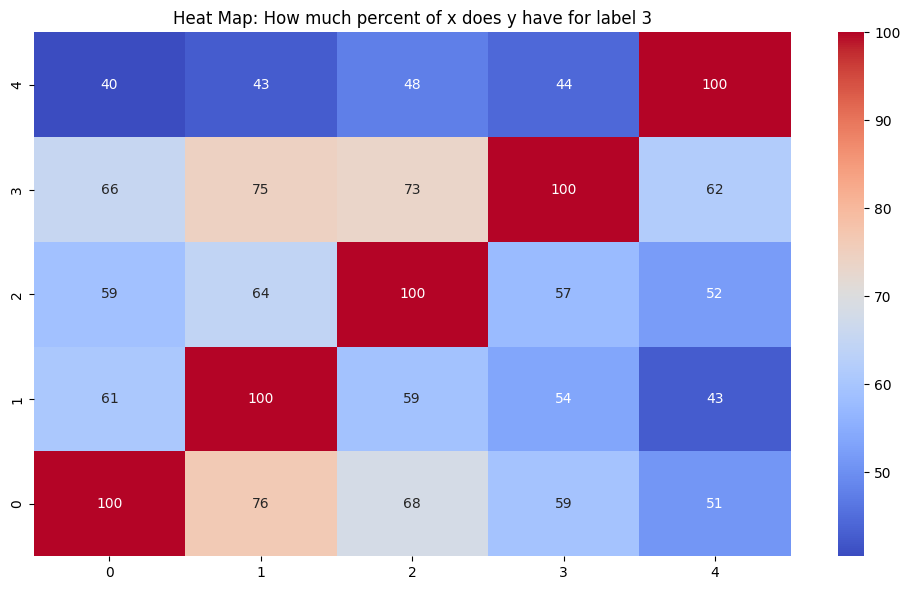 Heat Map: How much percent of x does y have for label 3
4 40 43 48 44 100
3 66 75 73 100 62
2 59 64 100 57 52
1 61 100 59 54 43
0 100 76 68 59 51
0 1 2 3 4
100
90
80
70
60
50